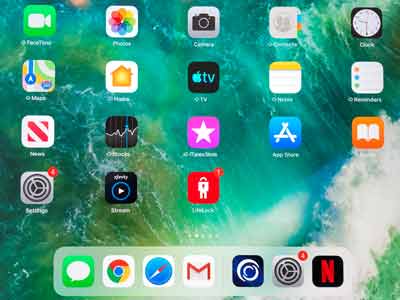 FaceTime
Photos
Camera
Contacts
Clock
Maps
Home
tv
TV
Notes
Reminders
News
Stocks
iTunes Store
App Store
4
Settings
xfinity
Stream
1
LifeLock
4